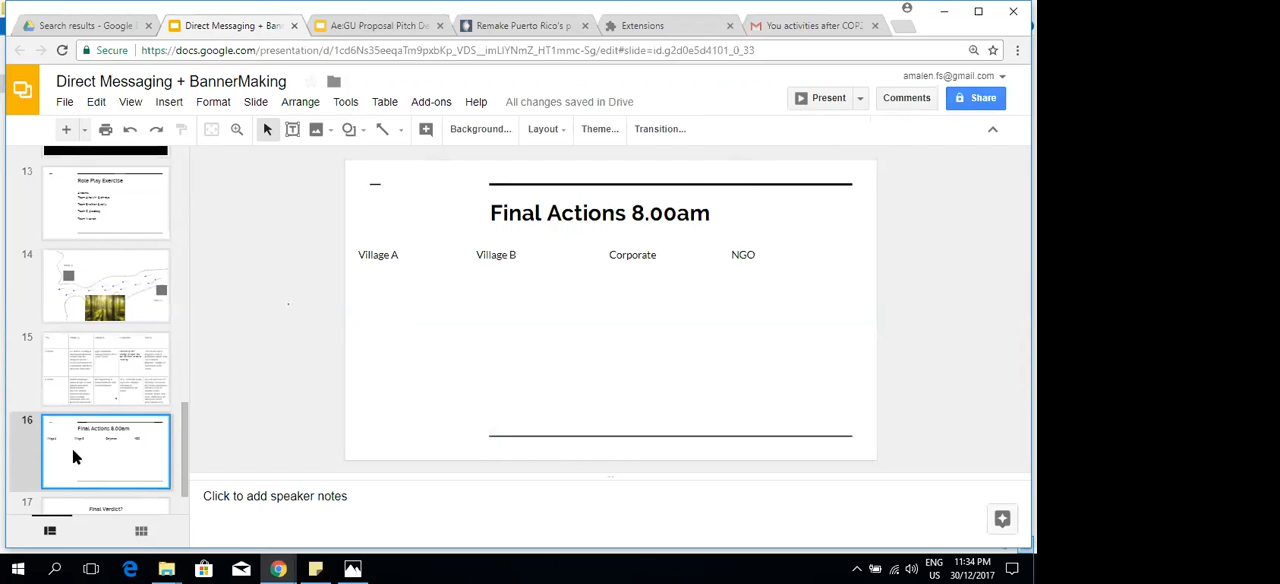 Search results - Google
Direct Messaging + Ban
Ae:GU Proposal Pitch De
Remake Puerto Rico's p
Extensions
You activities after COP
Secure
https://docs.google.com/presentation/d/1cd6Ns35eeqaTm9pxbKp_VDS__imLIYNmZ_HT1mmc-Sg/edit#slide=id.g2d0e5d4101_0_33
Direct Messaging + BannerMaking
amalen.fs@gmail.com
File Edit View Insert Format Slide Arrange Tools Table Add-ons Help All changes saved in Drive
Present
Comments
Share
Background...
Layout
Theme...
Transition...
13
Role Play Exercise
14
15
16
Final Actions 8.00am
17
Final Verdict?
Final Actions 8.00am
Village A Village B Corporate NGO
Click to add speaker notes
ENG
US
11:34 PM
30/12/2017